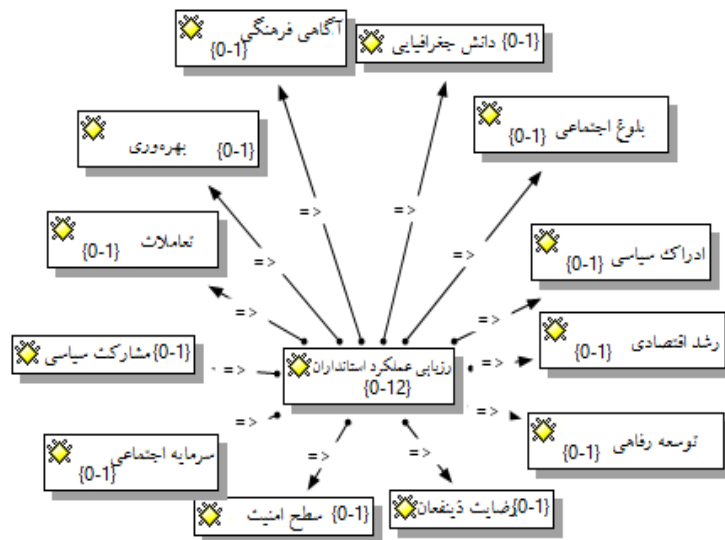 آگاهی فرهنگی
{0-1}
دانش جغرافیایی {0-1}
بلوغ اجتماعی
{0-1}
بهره‌وری {0-1}
تعاملات
{0-1}
ادراک سیاسی
{0-1}
مشارکت سیاسی {0-1}
رشد اقتصادی
{0-1}
رزیابی عملکرد استانداران
{0-12}
سرمایه اجتماعی
{0-1}
توسعه رفاهی
{0-1}
سطح امنیت {0-1}
رضایت ذینفعان {0-1}
=>
=>
=>
=>
=>
=>
=>
=>
=>
=>
=>
=>